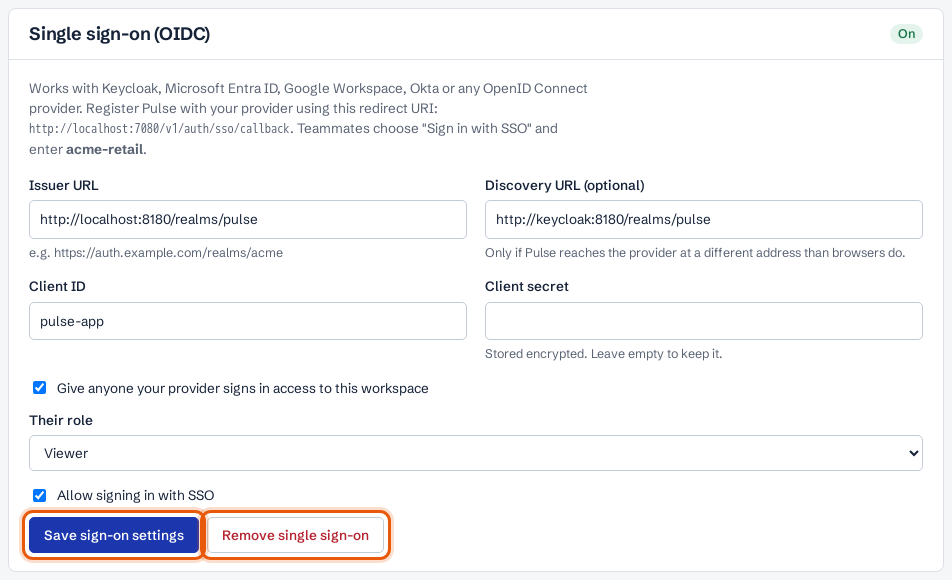 Single sign-on (OIDC)
On
Works with Keycloak, Microsoft Entra ID, Google Workspace, Okta or any OpenID Connect
provider. Register Pulse with your provider using this redirect URI:
http://localhost:7080/v1/auth/sso/callback. Teammates choose "Sign in with SSO" and
enter acme-retail.
Issuer URL
Discovery URL (optional)
http://localhost:8180/realms/pulse
http://keycloak:8180/realms/pulse
e.g. https://auth.example.com/realms/acme
Only if Pulse reaches the provider at a different address than browsers do.
Client ID
Client secret
pulse-app
Stored encrypted. Leave empty to keep it.
Give anyone your provider signs in access to this workspace
Their role
Viewer
Allow signing in with SSO
Save sign-on settings
Remove single sign-on